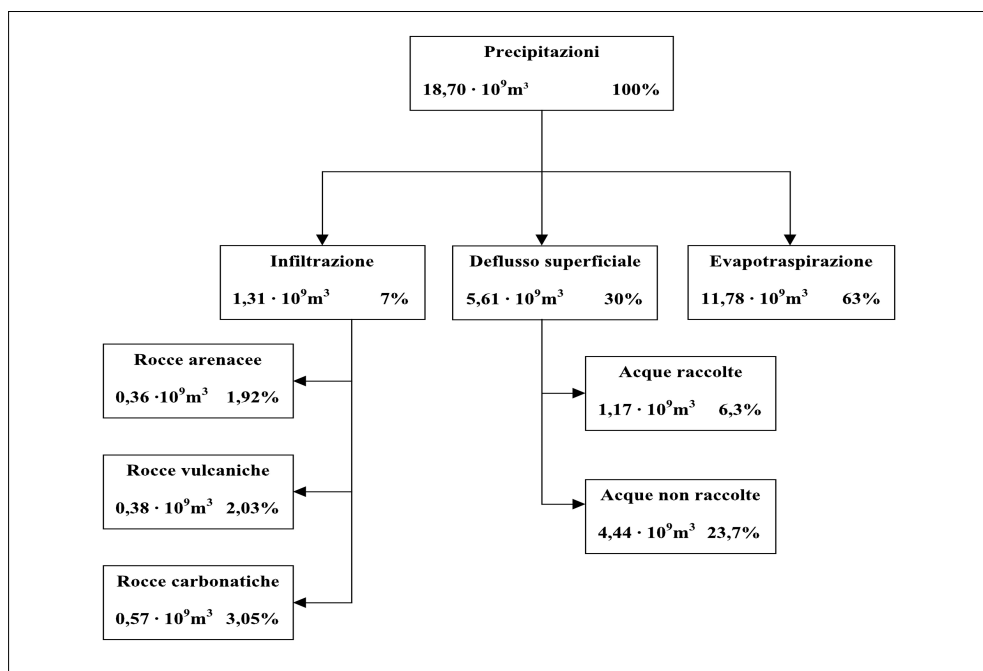 Precipitazioni
18,70 · 10⁹m³ 100%
Infiltrazione
1,31 · 10⁹m³ 7%
Deflusso superficiale
5,61 · 10⁹m³ 30%
Evapotraspirazione
11,78 · 10⁹m³ 63%
Rocce arenacee
0,36 ·10⁹m³ 1,92%
Rocce vulcaniche
0,38 · 10⁹m³ 2,03%
Rocce carbonatiche
0,57 · 10⁹m³ 3,05%
Acque raccolte
1,17 · 10⁹m³ 6,3%
Acque non raccolte
4,44 · 10⁹m³ 23,7%